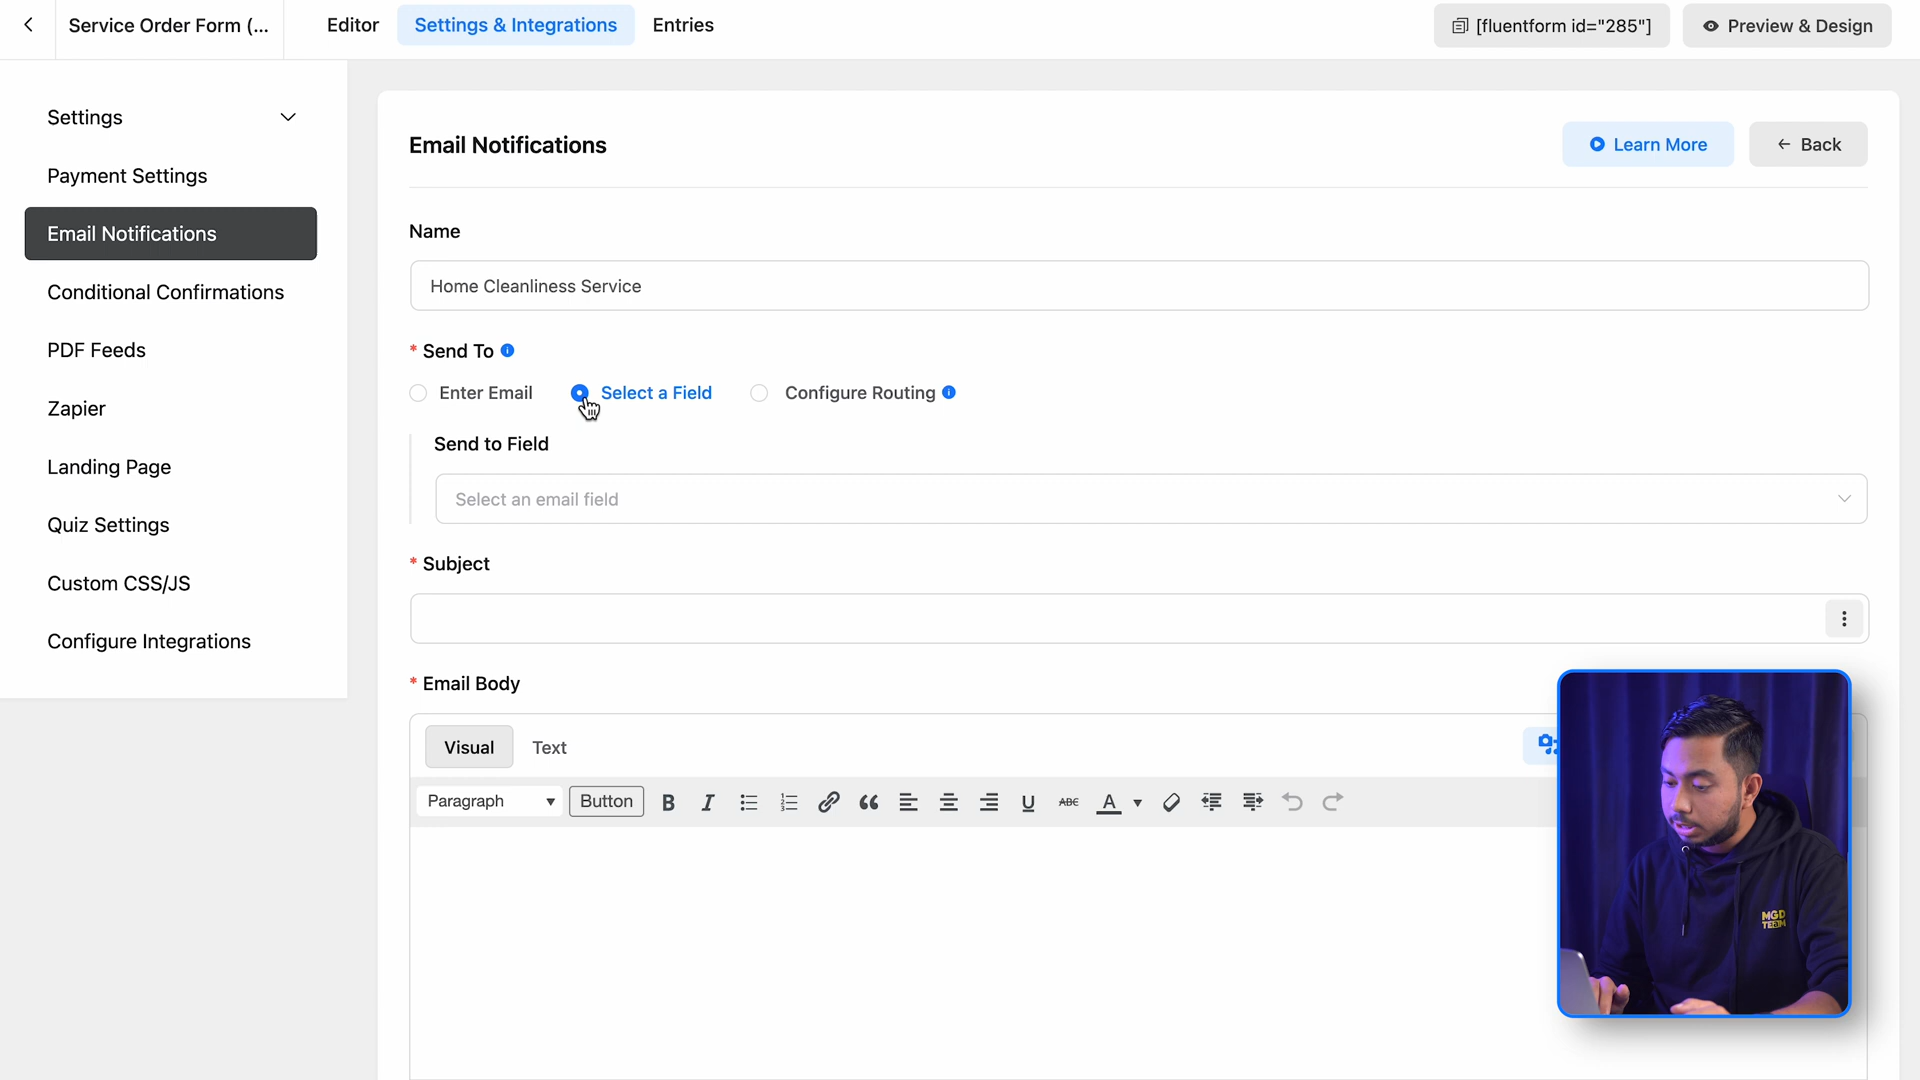 Service Order Form (...
Editor
Settings & Integrations
Entries
[fluentform id="285"]
Preview & Design
Settings
Payment Settings
Email Notifications
Conditional Confirmations
PDF Feeds
Zapier
Landing Page
Quiz Settings
Custom CSS/JS
Configure Integrations
Email Notifications
Learn More
Back
Name
Home Cleanliness Service
* Send To
Enter Email
Select a Field
Configure Routing
Send to Field
Select an email field
* Subject
* Email Body
Visual
Text
Paragraph
Button
B
I
U
ABC
A
MGD